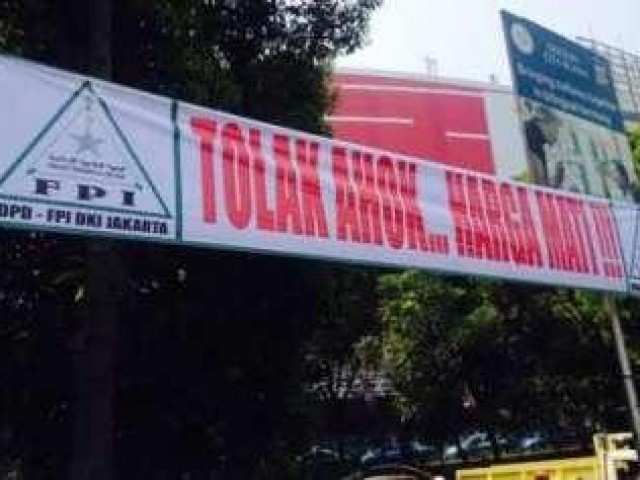 FPI
DPD - FPI DKI JAKARTA
TOLAK AHOK... HARGA MATI !!!